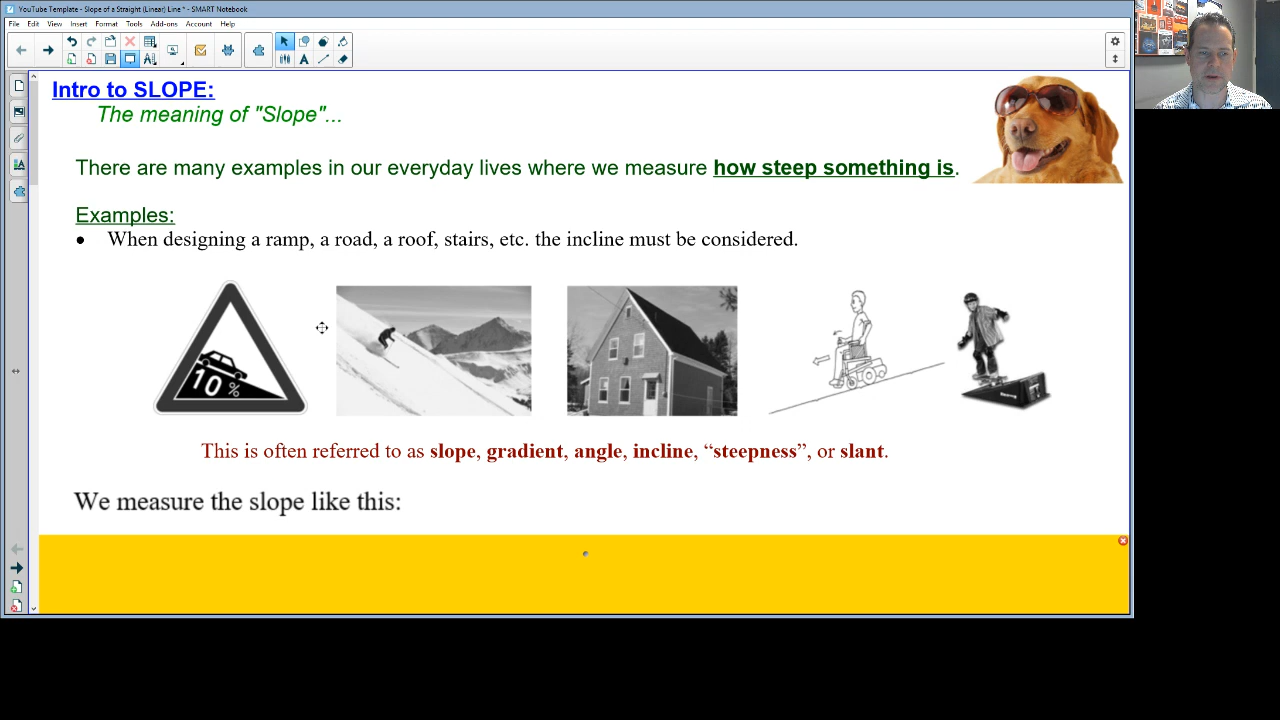 YouTube Template - Slope of a Straight (Linear) Line * - SMART Notebook
File Edit View Insert Format Tools Add-ons Account Help
Intro to SLOPE:
The meaning of "Slope"...
There are many examples in our everyday lives where we measure how steep something is.
Examples:
• When designing a ramp, a road, a roof, stairs, etc. the incline must be considered.
10 %
This is often referred to as slope, gradient, angle, incline, “steepness”, or slant.
We measure the slope like this: